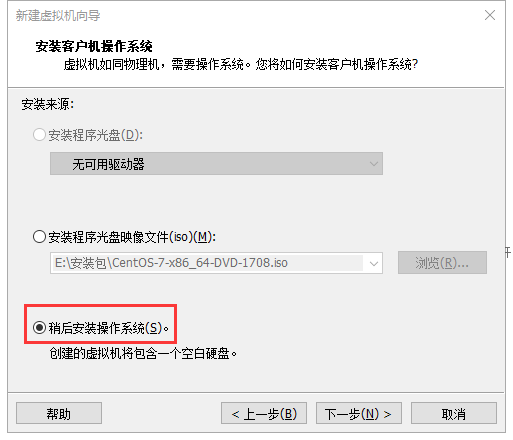 新建虚拟机向导
安装客户机操作系统
虚拟机如同物理机，需要操作系统。您将如何安装客户机操作系统?
安装来源:
安装程序光盘(D):
无可用驱动器
安装程序光盘映像文件(iso)(M):
E:\安装包\CentOS-7-x86_64-DVD-1708.iso
浏览(R)...
稍后安装操作系统(S)。
创建的虚拟机将包含一个空白硬盘。
帮助
< 上一步(B)
下一步(N) >
取消